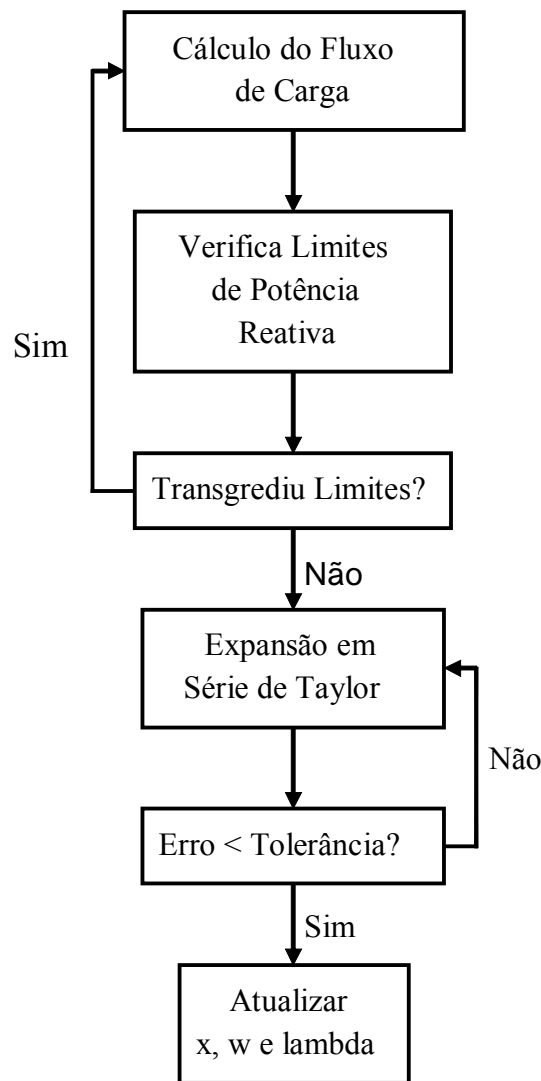 Cálculo do Fluxo
de Carga
Verifica Limites
de Potência
Reativa
Sim
Transgrediu Limites?
Não
Expansão em
Série de Taylor
Não
Erro < Tolerância?
Sim
Atualizar
x, w e lambda